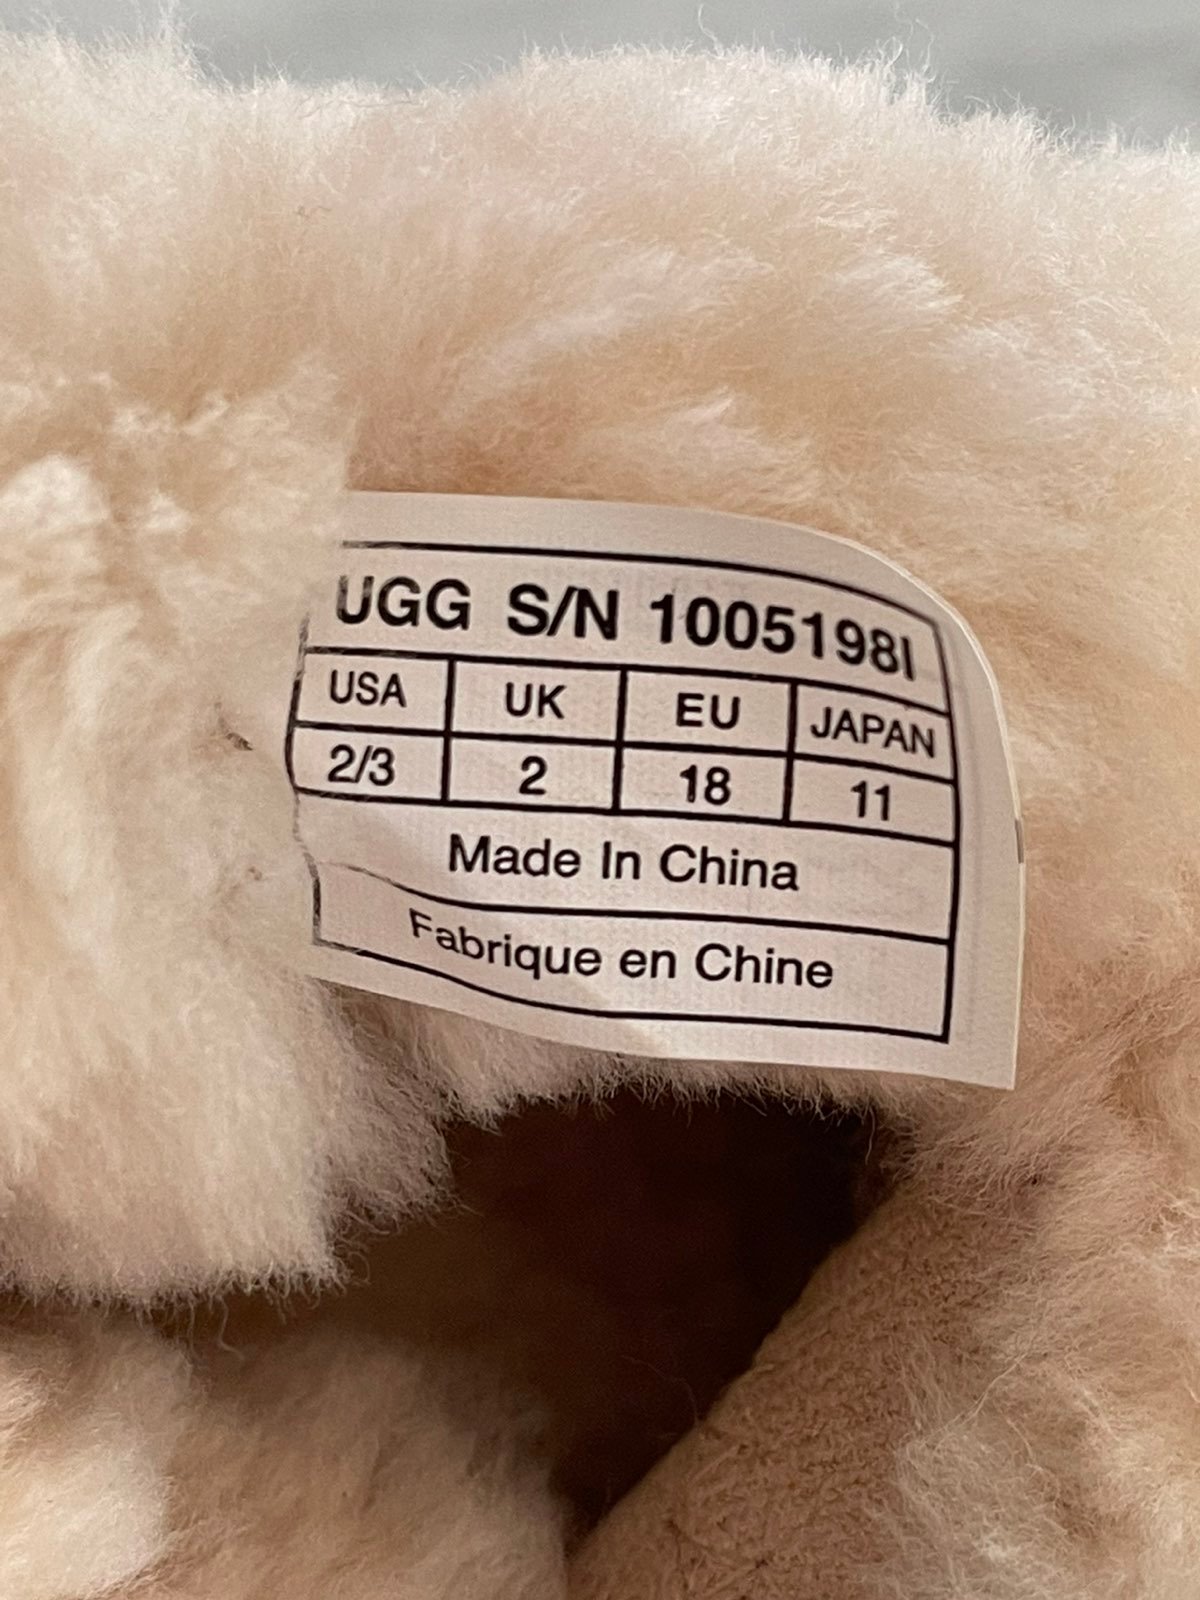 UGG S/N 1005198I
USA UK EU JAPAN
2/3 2 18 11
Made In China
Fabrique en Chine